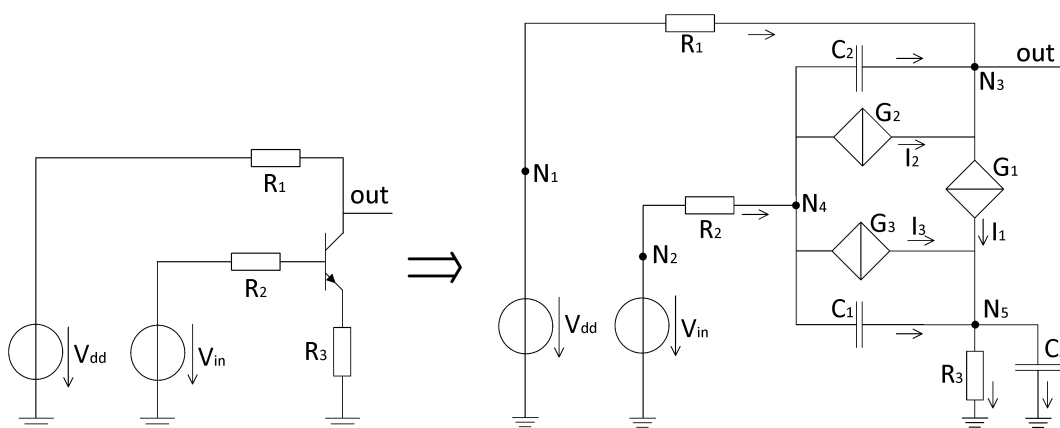 R1
out
R2
Vdd
Vin
R3
R1
C2
out
N3
G2
I2
N1
G1
N4
R2
I1
G3
I3
N2
N5
C1
Vdd
Vin
R3
C